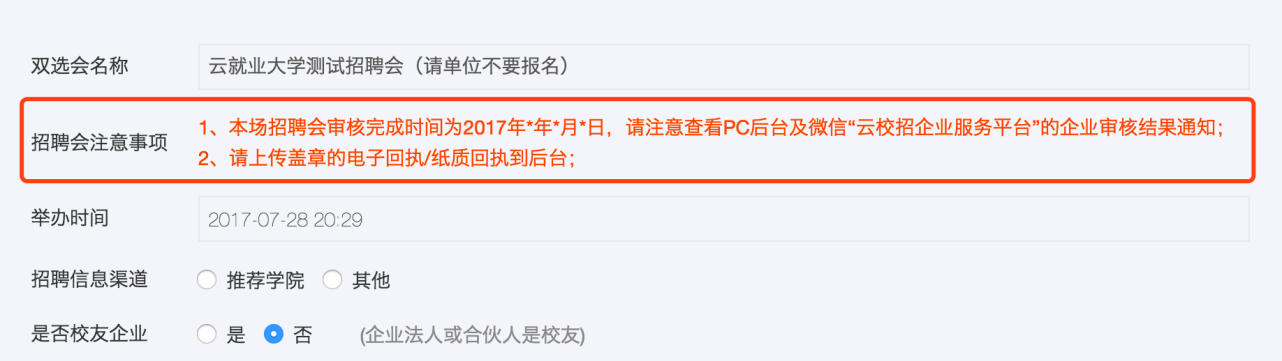 双选会名称 云就业大学测试招聘会（请单位不要报名）
招聘会注意事项
1、本场招聘会审核完成时间为2017年*年*月*日，请注意查看PC后台及微信“云校招企业服务平台”的企业审核结果通知；
2、请上传盖章的电子回执/纸质回执到后台；
举办时间 2017-07-28 20:29
招聘信息渠道 推荐学院 其他
是否校友企业 是 否 (企业法人或合伙人是校友)